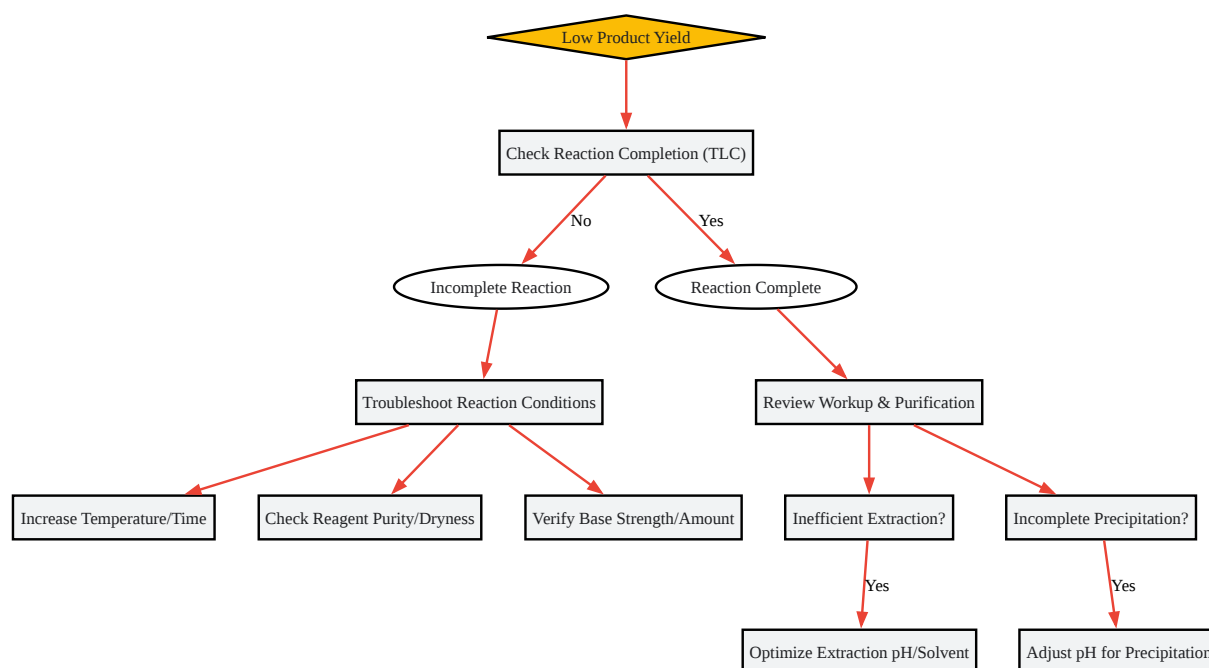 Low Product Yield
Check Reaction Completion (TLC)
No
Yes
Incomplete Reaction
Reaction Complete
Troubleshoot Reaction Conditions
Review Workup & Purification
Increase Temperature/Time
Check Reagent Purity/Dryness
Verify Base Strength/Amount
Inefficient Extraction?
Incomplete Precipitation?
Yes
Yes
Optimize Extraction pH/Solvent
Adjust pH for Precipitation